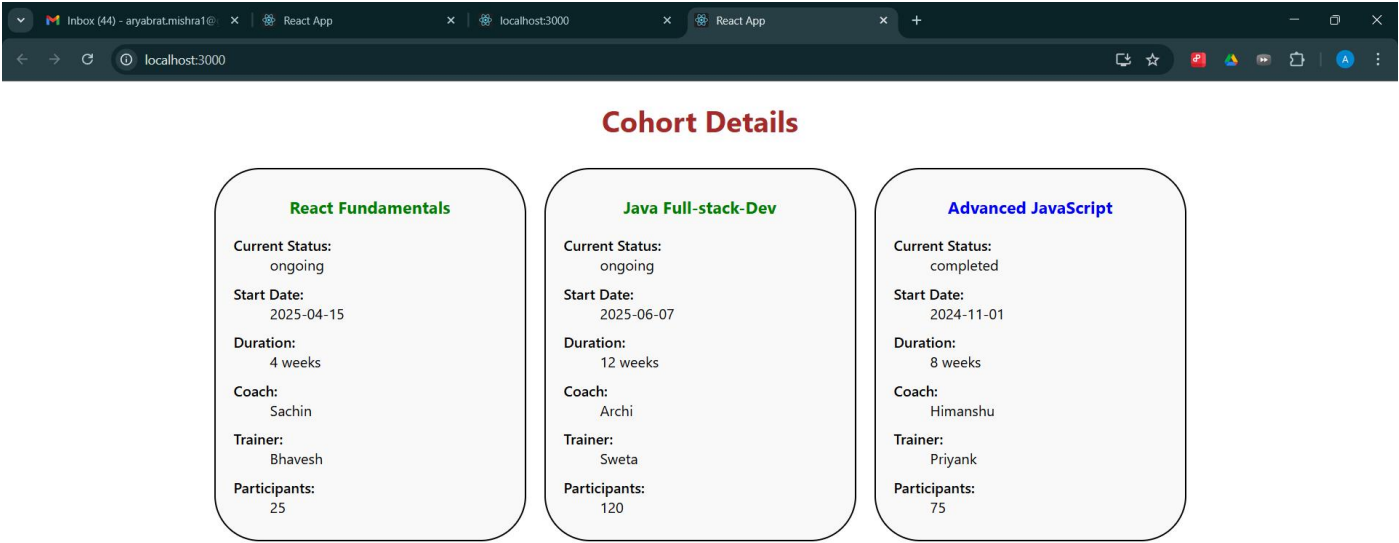 Inbox (44) - aryabrat.mishra1@
React App
localhost:3000
React App
localhost:3000
A
Cohort Details
React Fundamentals
Current Status:
ongoing
Start Date:
2025-04-15
Duration:
4 weeks
Coach:
Sachin
Trainer:
Bhavesh
Participants:
25
Java Full-stack-Dev
Current Status:
ongoing
Start Date:
2025-06-07
Duration:
12 weeks
Coach:
Archi
Trainer:
Sweta
Participants:
120
Advanced JavaScript
Current Status:
completed
Start Date:
2024-11-01
Duration:
8 weeks
Coach:
Himanshu
Trainer:
Priyank
Participants:
75